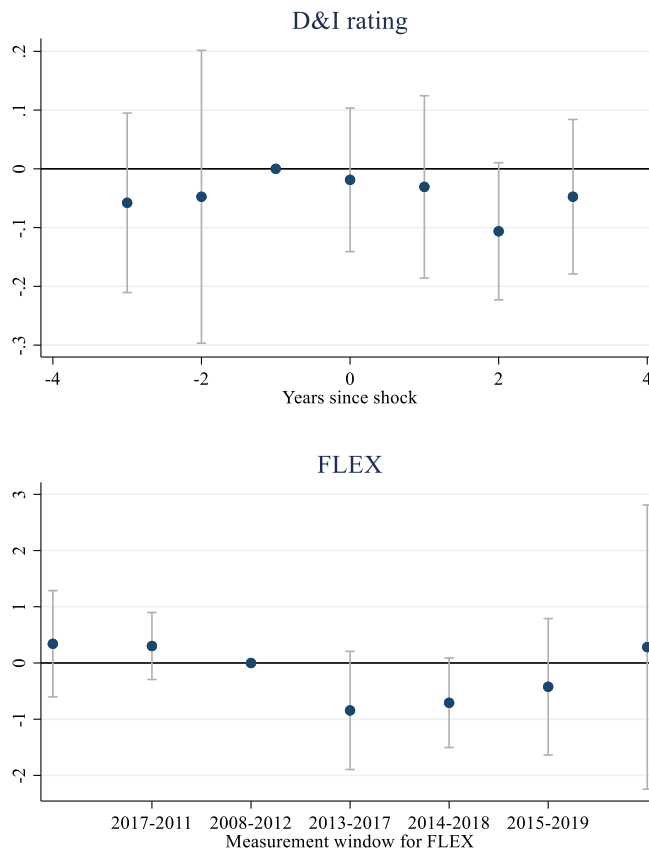 D&I rating
.2
.1
0
-.1
-.2
-.3
-4 -2 0 2 4
Years since shock
FLEX
3
2
1
0
-1
-2
2017-2011 2008-2012 2013-2017 2014-2018 2015-2019
Measurement window for FLEX